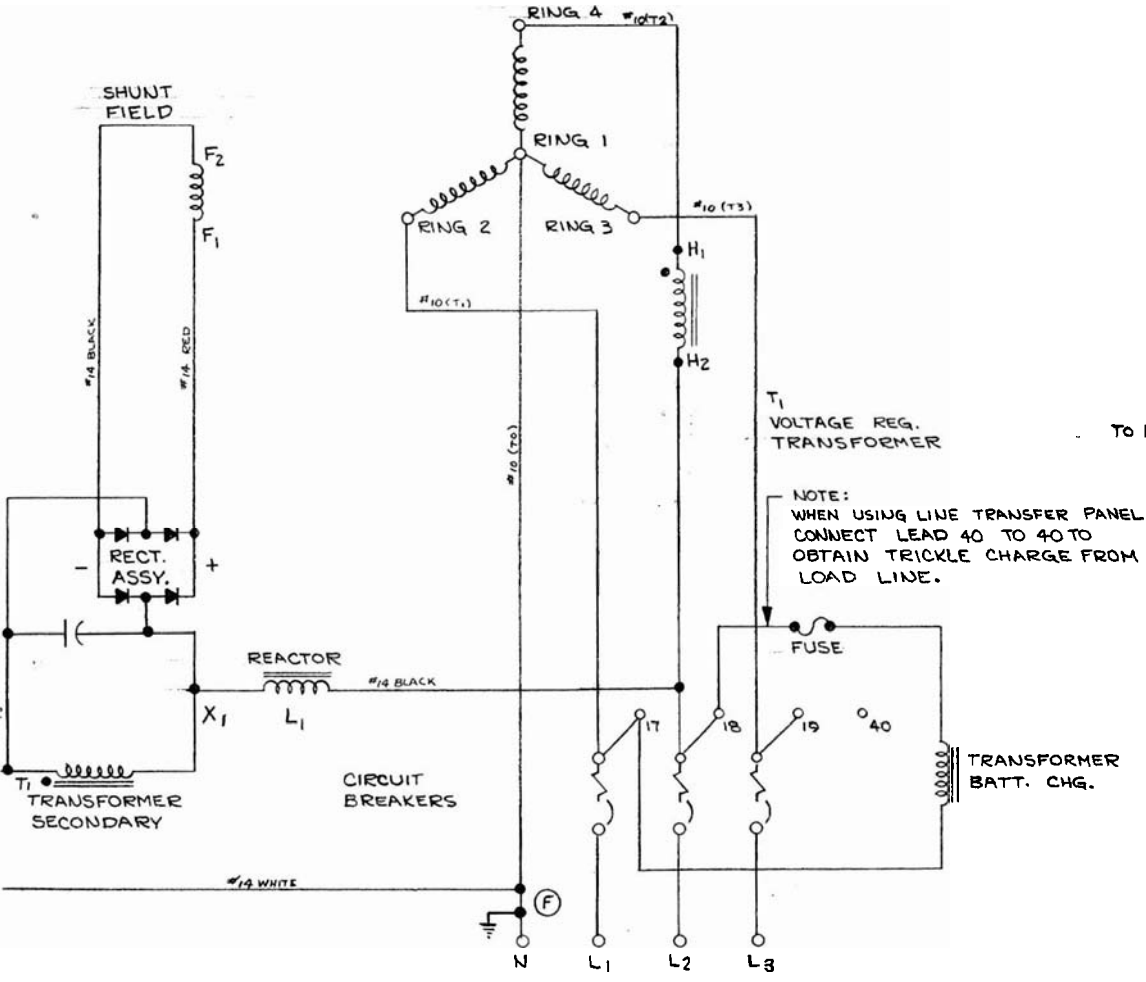 RING 4
#10(T2)
SHUNT
FIELD
F2
F1
RING 1
RING 2
RING 3
#10 (T3)
H1
#10(T1)
H2
#14 BLACK
#14 RED
#10 (T0)
T1
VOLTAGE REG.
TRANSFORMER
TO
NOTE:
WHEN USING LINE TRANSFER PANEL
CONNECT LEAD 40 TO 40 TO
OBTAIN TRICKLE CHARGE FROM
LOAD LINE.
RECT.
ASSY.
- +
FUSE
REACTOR
#14 BLACK
X1
L1
17
18
19
40
T1
TRANSFORMER
SECONDARY
CIRCUIT
BREAKERS
TRANSFORMER
BATT. CHG.
#14 WHITE
F
N
L1
L2
L3